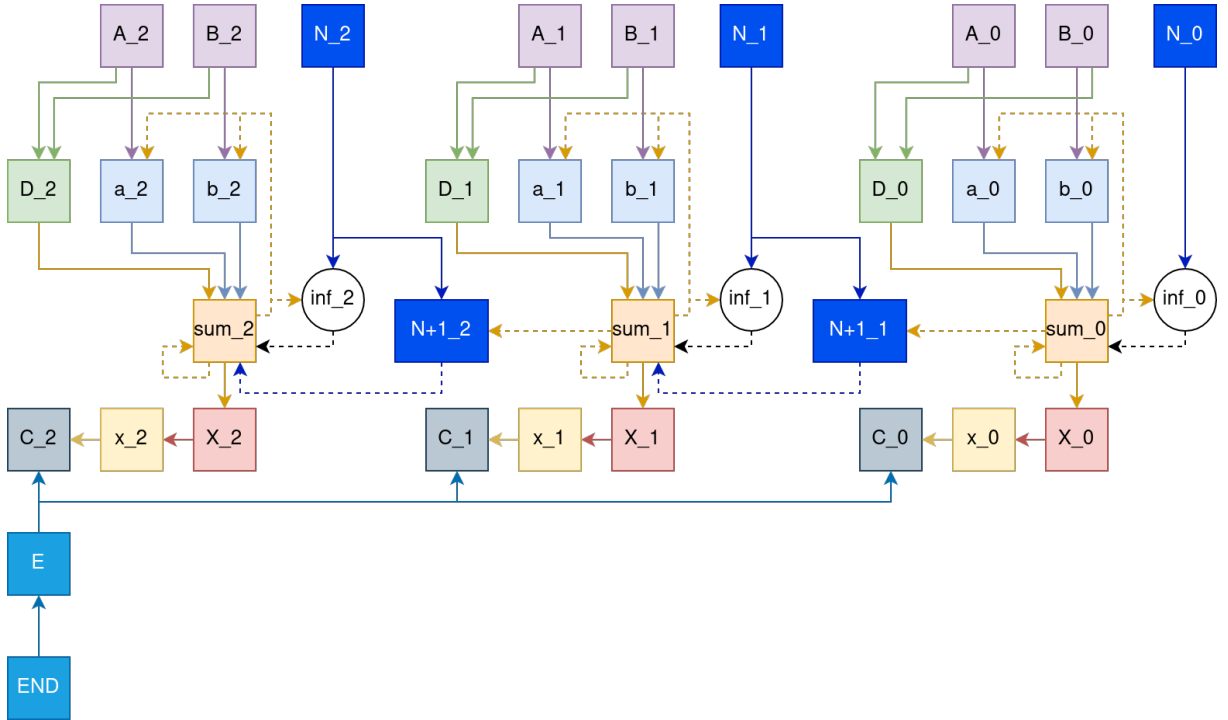 A_2 B_2 N_2 A_1 B_1 N_1 A_0 B_0 N_0
D_2 a_2 b_2 D_1 a_1 b_1 D_0 a_0 b_0
inf_2 inf_1 inf_0
sum_2 N+1_2 sum_1 N+1_1 sum_0
C_2 x_2 X_2 C_1 x_1 X_1 C_0 x_0 X_0
E
END